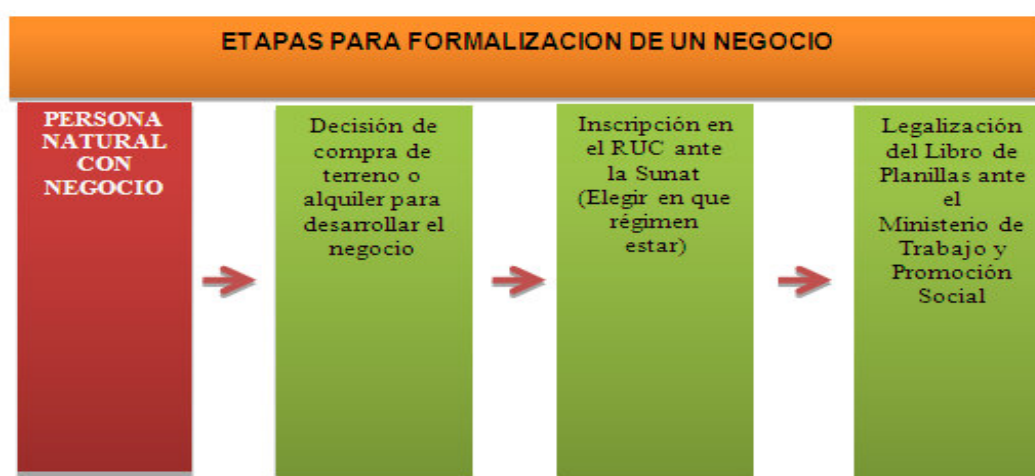 ETAPAS PARA FORMALIZACION DE UN NEGOCIO
PERSONA
NATURAL
CON
NEGOCIO
Decisión de
compra de
terreno o
alquiler para
desarrollar el
negocio
Inscripción en
el RUC ante
la Sunat
(Elegir en que
régimen
estar)
Legalización
del Libro de
Planillas ante
el
Ministerio de
Trabajo y
Promoción
Social